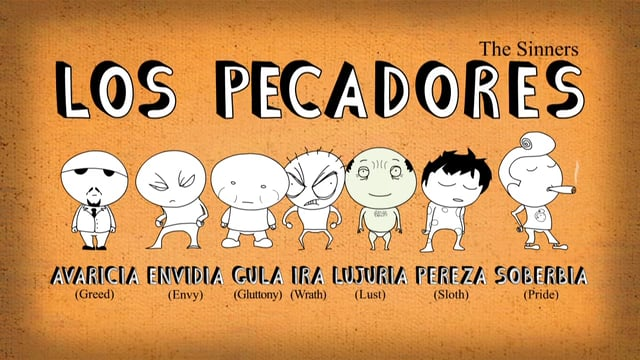 The Sinners
LOS PECADORES
AVARICIA ENVIDIA GULA IRA LUJURIA PEREZA SOBERBIA
(Greed) (Envy) (Gluttony) (Wrath) (Lust) (Sloth) (Pride)